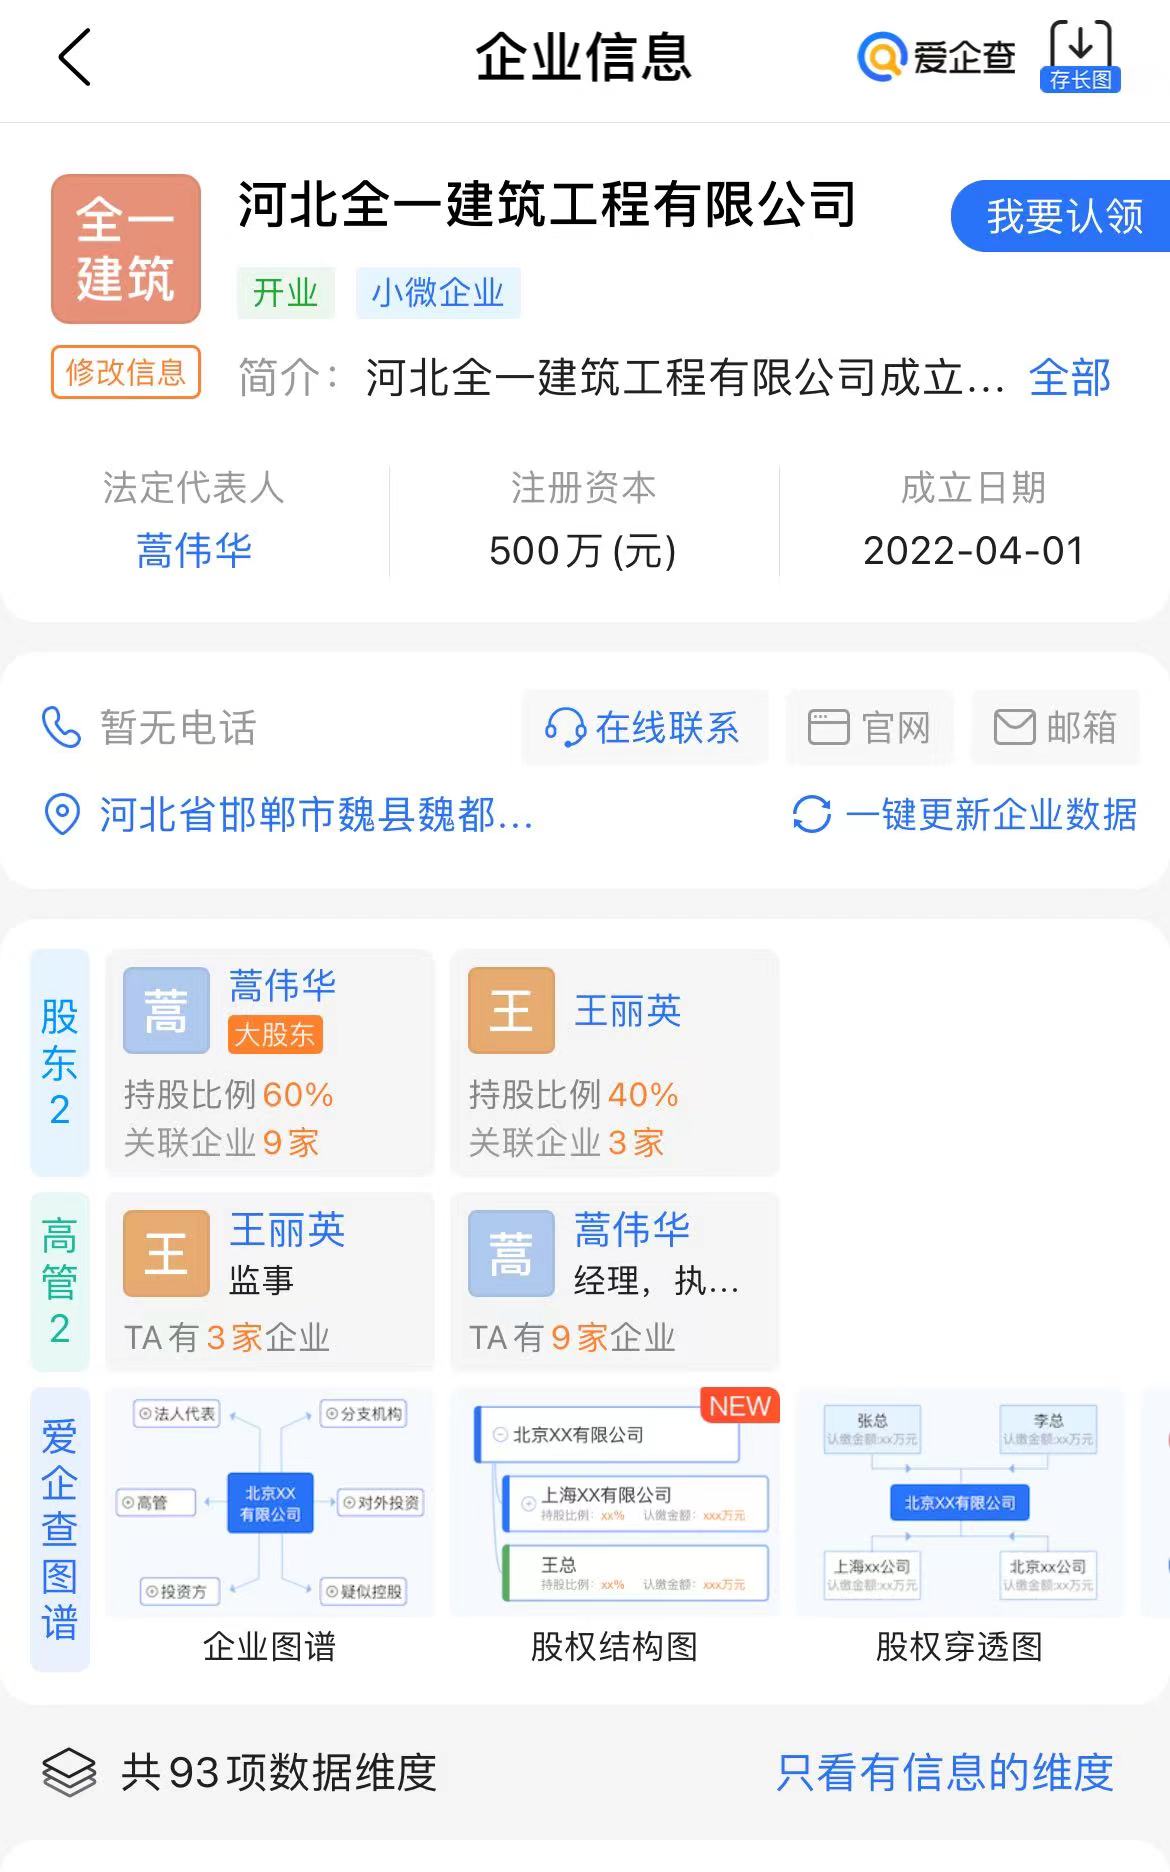 企业信息
爱企查
存长图
全一
建筑
河北全一建筑工程有限公司
我要认领
开业
小微企业
修改信息
简介：河北全一建筑工程有限公司成立... 全部
法定代表人
蒿伟华
注册资本
500万(元)
成立日期
2022-04-01
暂无电话
在线联系
官网
邮箱
河北省邯郸市魏县魏都...
一键更新企业数据
股东2
蒿
蒿伟华
大股东
持股比例60%
关联企业9家
王
王丽英
持股比例40%
关联企业3家
高管2
王
王丽英
监事
TA有3家企业
蒿
蒿伟华
经理，执...
TA有9家企业
爱企查图谱
法人代表
分支机构
高管
北京XX
有限公司
对外投资
投资方
疑似控股
企业图谱
NEW
北京XX有限公司
上海XX有限公司
持股比例：xx% 认缴金额：xxx万元
王总
持股比例：xx% 认缴金额：xxx万元
股权结构图
张总
认缴金额:xx万元
李总
认缴金额:xx万元
北京XX有限公司
上海xx公司
认缴金额:xx万元
北京xx公司
认缴金额:xx万元
股权穿透图
共93项数据维度
只看有信息的维度